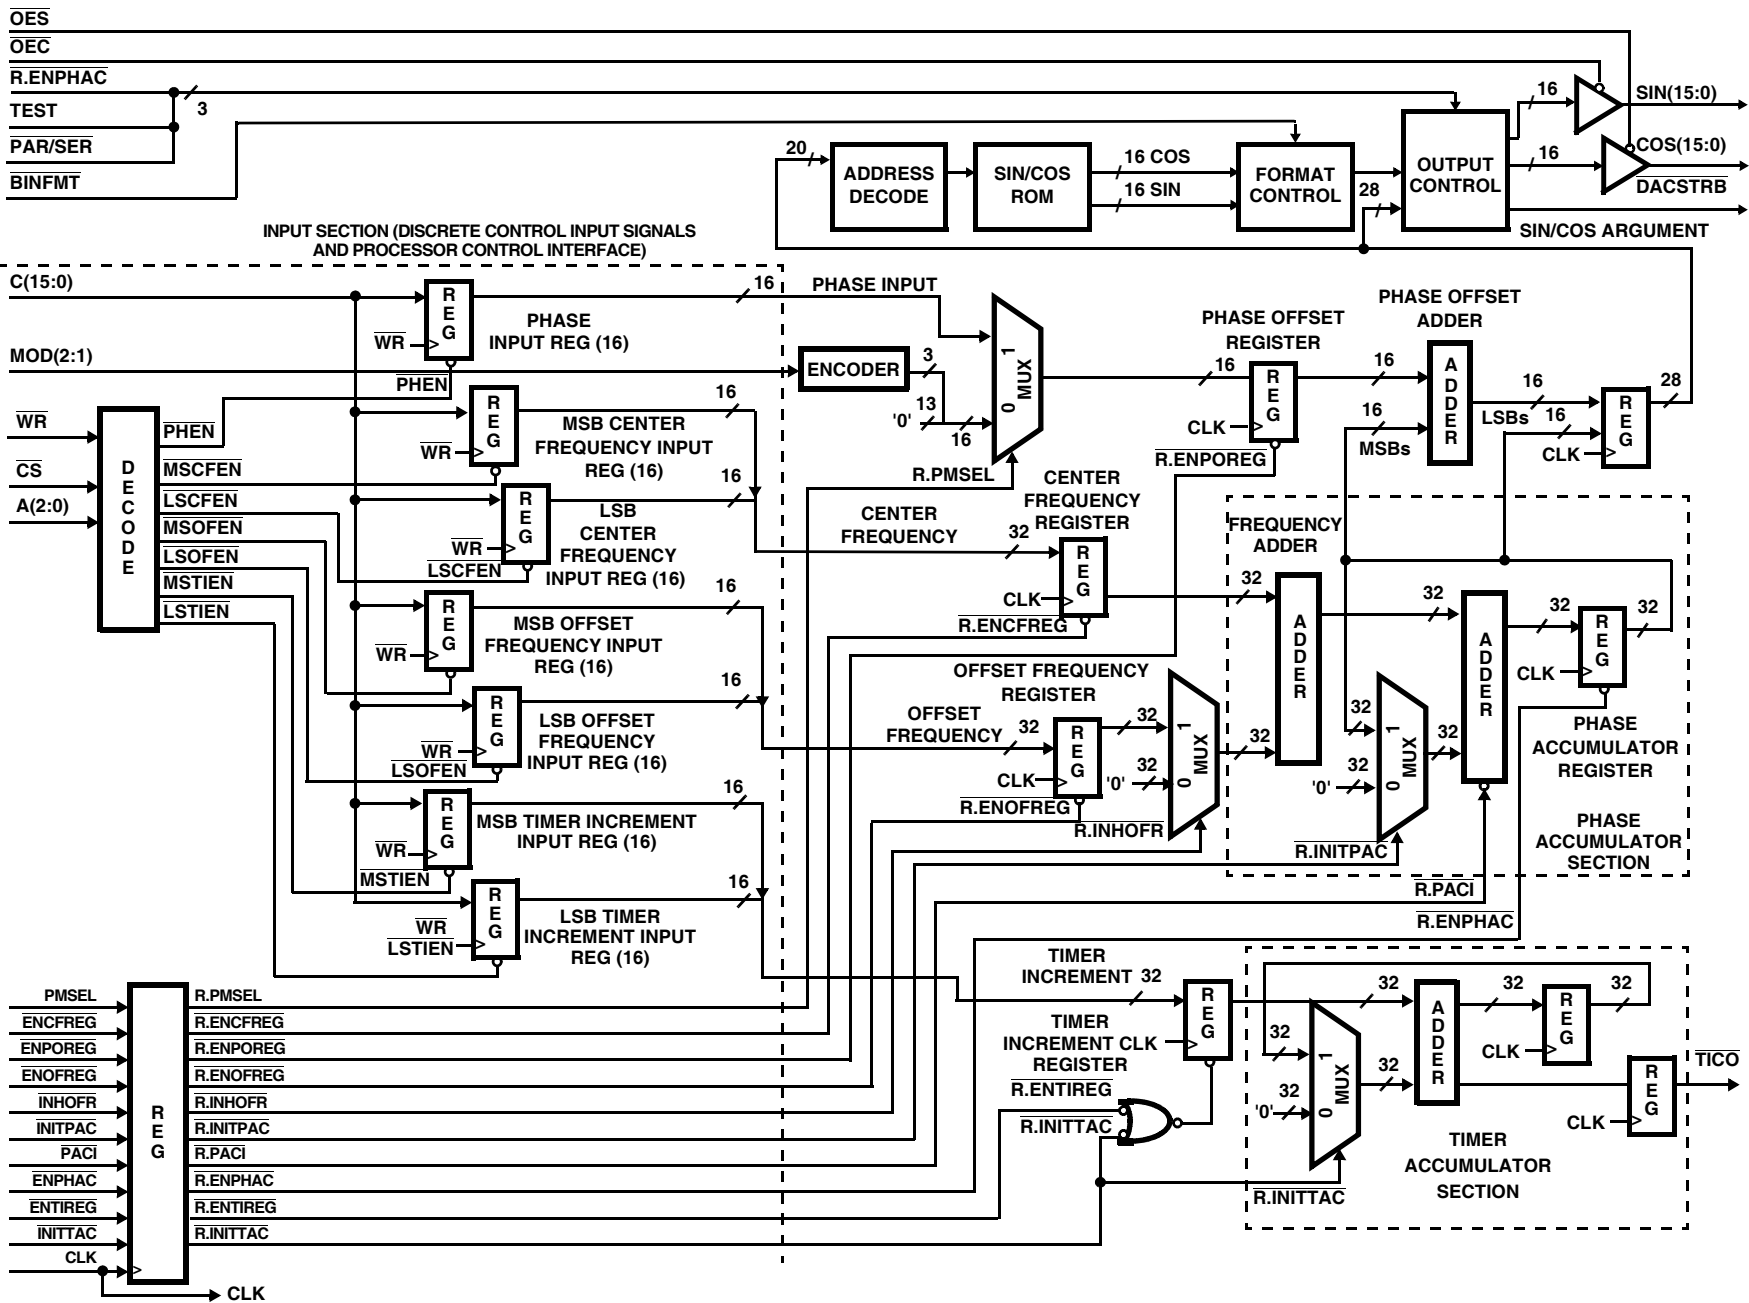 OES
OEC
R.ENPHAC
TEST
3
PAR/SER
BINFMT
20
ADDRESS
DECODE
SIN/COS
ROM
16 COS
16 SIN
FORMAT
CONTROL
28
OUTPUT
CONTROL
16
16
SIN(15:0)
COS(15:0)
DACSTRB
SIN/COS ARGUMENT
INPUT SECTION (DISCRETE CONTROL INPUT SIGNALS
AND PROCESSOR CONTROL INTERFACE)
C(15:0)
MOD(2:1)
WR
CS
A(2:0)
DECODE
PHEN
MSCFEN
LSCFEN
MSOFEN
LSOFEN
MSTIEN
LSTIEN
REG
WR
PHEN
PHASE
INPUT REG (16)
16
REG
WR
MSB CENTER
FREQUENCY INPUT
REG (16)
16
REG
WR
LSCFEN
LSB
CENTER
FREQUENCY
INPUT REG (16)
16
REG
WR
MSB OFFSET
FREQUENCY INPUT
REG (16)
16
REG
WR
LSOFEN
LSB OFFSET
FREQUENCY
INPUT REG (16)
16
REG
WR
MSTIEN
MSB TIMER INCREMENT
INPUT REG (16)
16
REG
WR
LSTIEN
LSB TIMER
INCREMENT INPUT
REG (16)
16
PHASE INPUT
ENCODER
3
'0'
13
16
1
MUX
0
R.PMSEL
PHASE OFFSET
REGISTER
16
REG
CLK
R.ENPOREG
PHASE OFFSET
ADDER
16
16
MSBs
ADDER
16
LSBs
16
CLK
REG
28
CENTER
FREQUENCY
CENTER
FREQUENCY
REGISTER
32
REG
CLK
R.ENCFREG
OFFSET
FREQUENCY
OFFSET FREQUENCY
REGISTER
32
REG
CLK
R.ENOFREG
32
'0'
32
1
MUX
0
R.INHOFR
FREQUENCY
ADDER
32
32
ADDER
32
32
'0'
32
1
MUX
0
32
R.INITPAC
ADDER
R.PACI
32
REG
CLK
32
R.ENPHAC
PHASE
ACCUMULATOR
REGISTER
PHASE
ACCUMULATOR
SECTION
PMSEL
ENCFREG
ENPOREG
ENOFREG
INHOFR
INITPAC
PACI
ENPHAC
ENTIREG
INITTAC
CLK
REG
CLK
R.PMSEL
R.ENCFREG
R.ENPOREG
R.ENOFREG
R.INHOFR
R.INITPAC
R.PACI
R.ENPHAC
R.ENTIREG
R.INITTAC
TIMER
INCREMENT
32
REG
TIMER
INCREMENT CLK
REGISTER
R.ENTIREG
R.INITTAC
32
32
'0'
32
1
MUX
0
32
R.INITTAC
ADDER
32
REG
CLK
32
REG
CLK
TICO
TIMER
ACCUMULATOR
SECTION